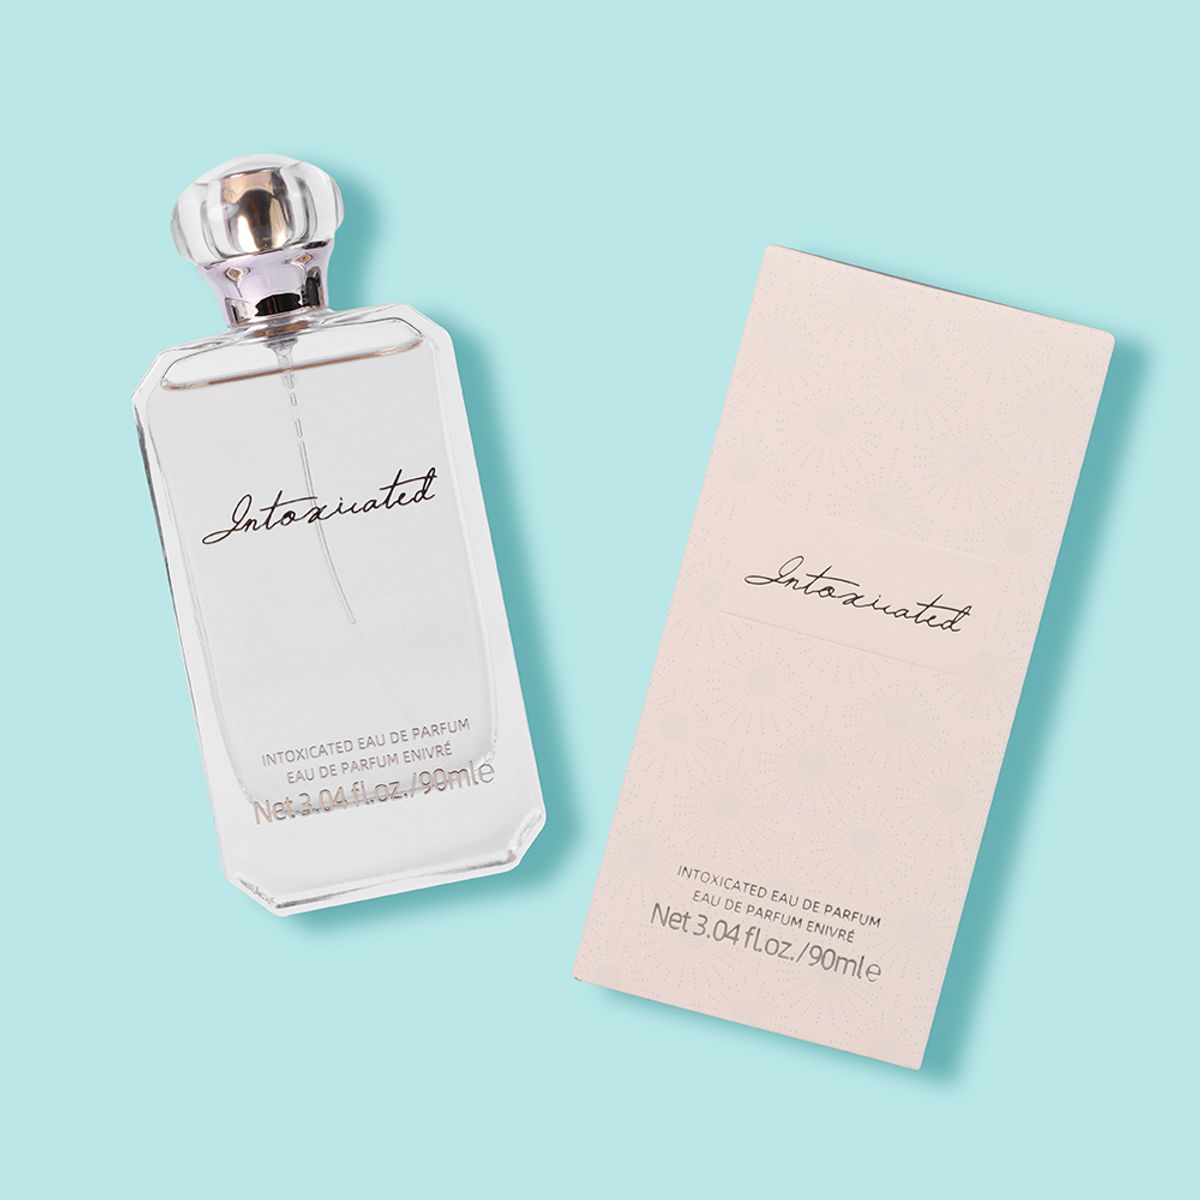 Intoxicated
INTOXICATED EAU DE PARFUM
EAU DE PARFUM ENIVRÉ
Net 3.04 fl.oz./90ml℮
Intoxicated
INTOXICATED EAU DE PARFUM
EAU DE PARFUM ENIVRÉ
Net 3.04 fl.oz./90ml℮